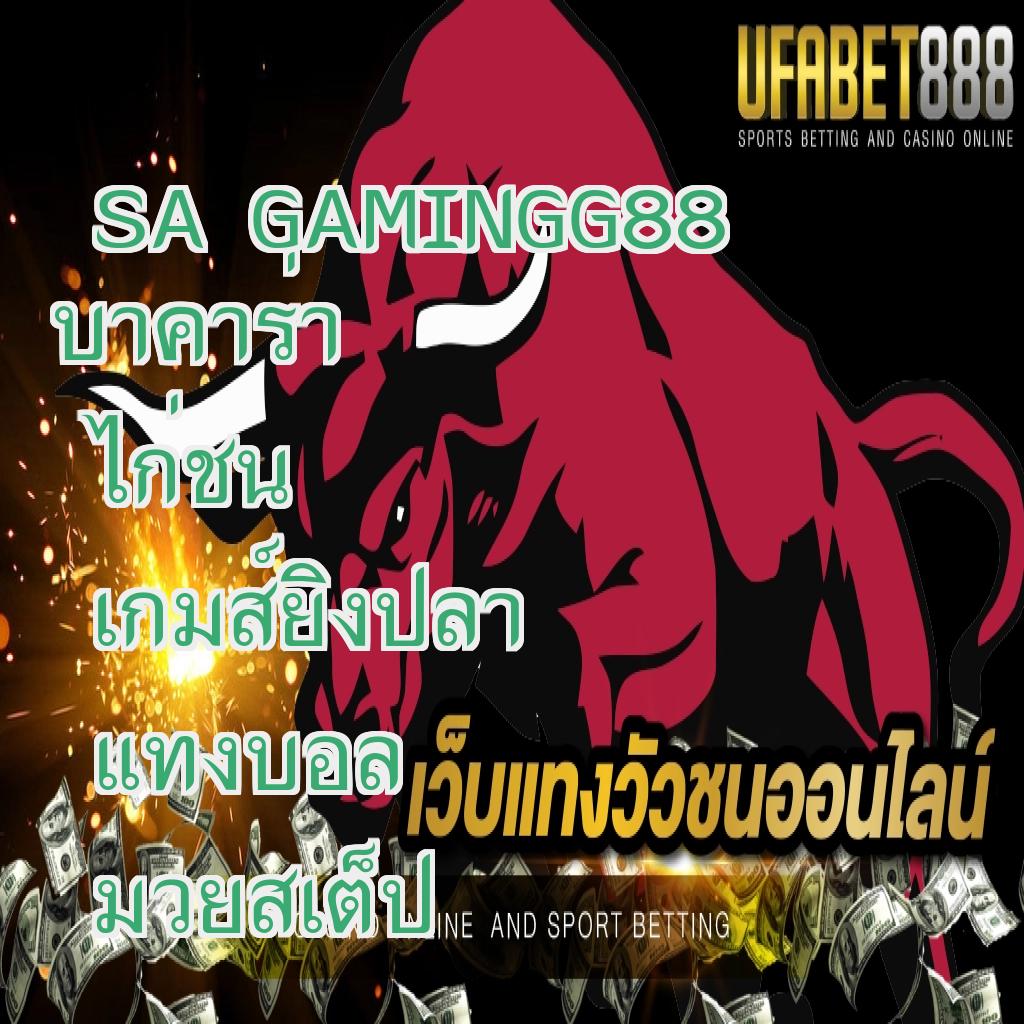 UFABET888
SPORTS BETTING AND CASINO ONLINE
SA GุAMINGG88
บาคารา
ไก่ชน
เกมส์ยิงปลา
แทงบอล
เว็บแทงวัวชนออนไลน์
มวยสเต็ป
AND SPORT BETTING